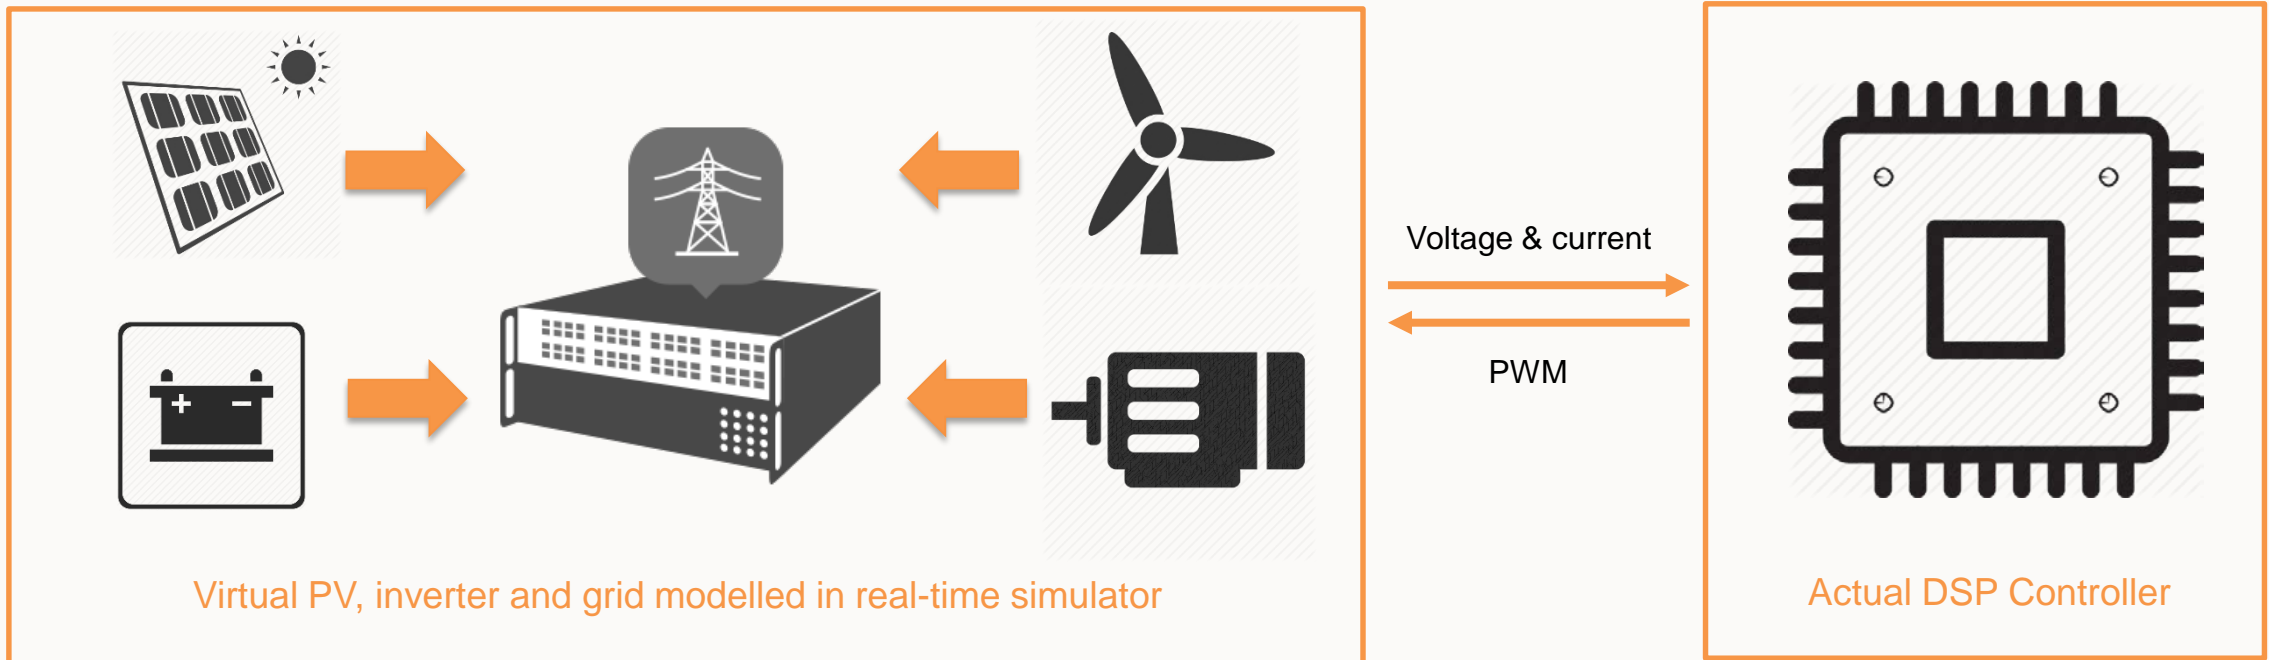 Voltage & current
PWM
Virtual PV, inverter and grid modelled in real-time simulator
Actual DSP Controller